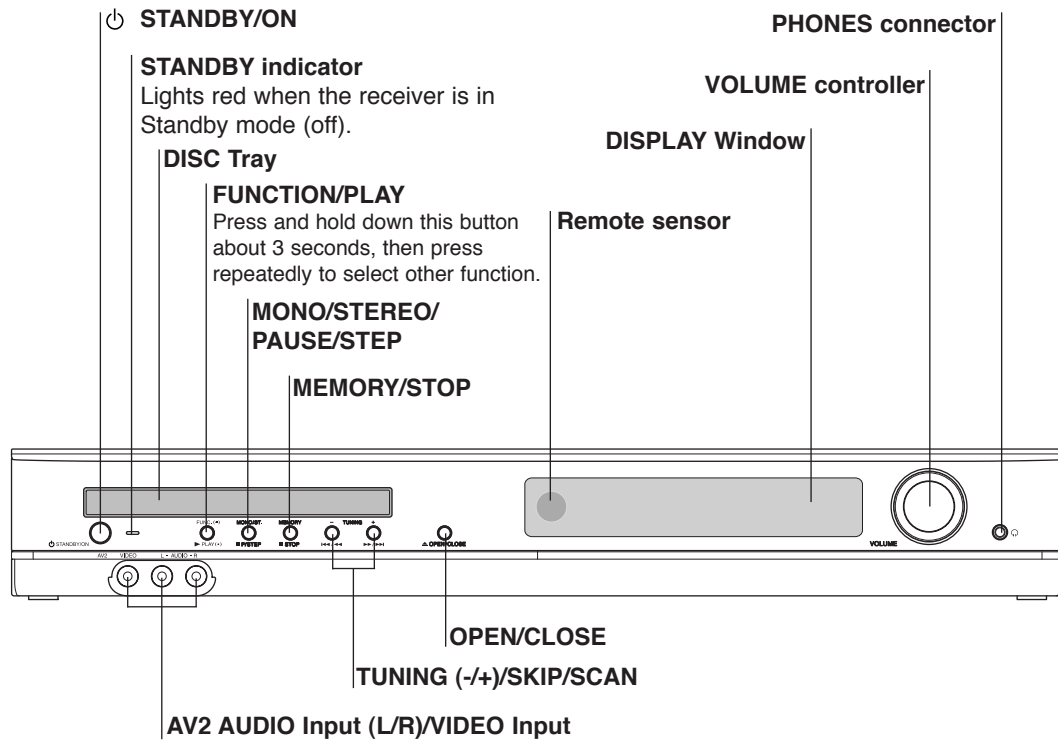 ⏻ STANDBY/ON
PHONES connector
STANDBY indicator
Lights red when the receiver is in
Standby mode (off).
VOLUME controller
DISPLAY Window
DISC Tray
FUNCTION/PLAY
Press and hold down this button
about 3 seconds, then press
repeatedly to select other function.
Remote sensor
MONO/STEREO/
PAUSE/STEP
MEMORY/STOP
FUNC. (-) MONO/ST. MEMORY - TUNING +
⏻ STANDBY/ON ▶ PLAY(•) P/STEP ■ STOP |◀◀/◀◀ ▶▶/▶▶| ⏏ OPEN/CLOSE VOLUME
AV2 VIDEO L - AUDIO - R
OPEN/CLOSE
TUNING (-/+)/SKIP/SCAN
AV2 AUDIO Input (L/R)/VIDEO Input